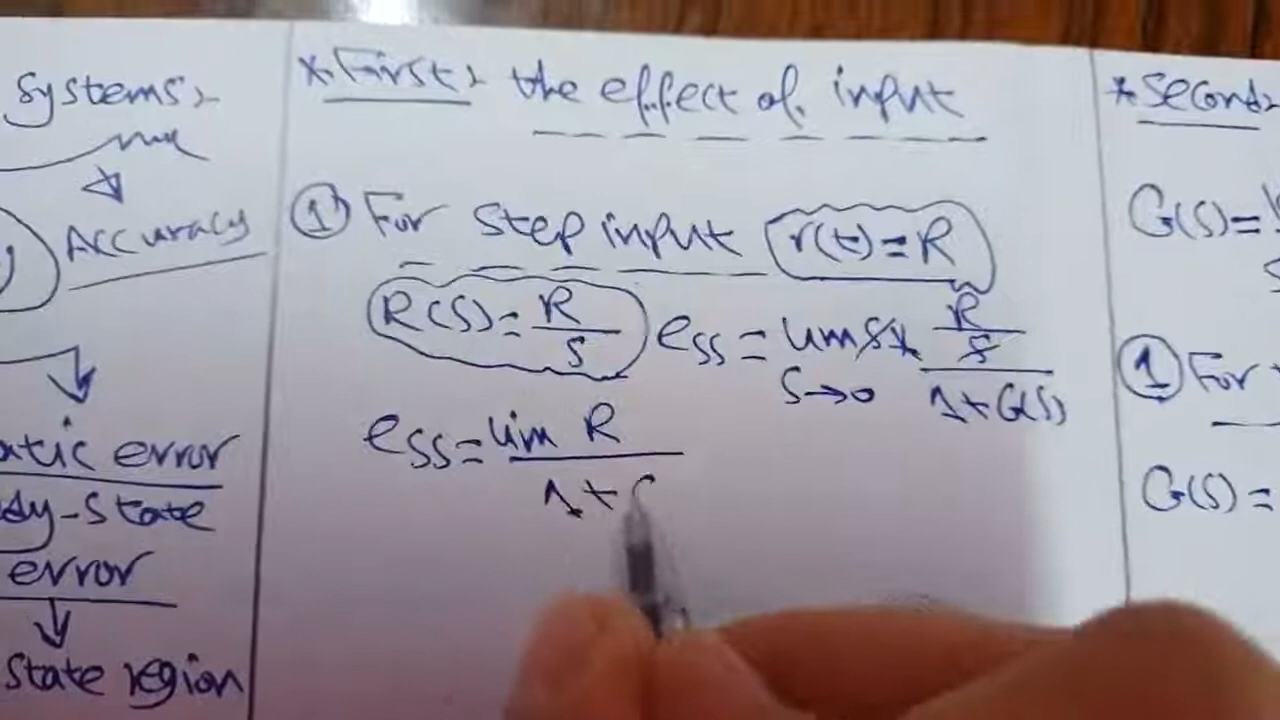 systems:-
Accuracy
error
dy-state
error
state region
*First: the effect of input
① For step input r(t)=R
R(s)=R/s ess=lim s→0 s* (R/s)/(1+G(s))
ess=lim R/(1+
*Second:
G(s)=
① For
G(s)=